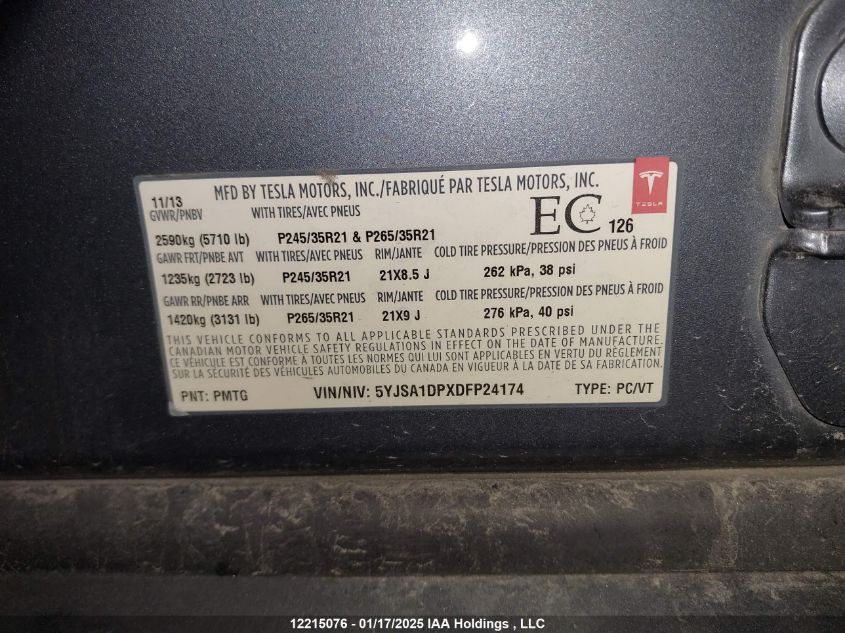 MFD BY TESLA MOTORS, INC./FABRIQUÉ PAR TESLA MOTORS, INC.
11/13
GVWR/PNBV WITH TIRES/AVEC PNEUS
EC 126
TESLA
2590kg (5710 lb) P245/35R21 & P265/35R21
GAWR FRT/PNBE AVT WITH TIRES/AVEC PNEUS RIM/JANTE COLD TIRE PRESSURE/PRESSION DES PNEUS À FROID
1235kg (2723 lb) P245/35R21 21X8.5 J 262 kPa, 38 psi
GAWR RR/PNBE ARR WITH TIRES/AVEC PNEUS RIM/JANTE COLD TIRE PRESSURE/PRESSION DES PNEUS À FROID
1420kg (3131 lb) P265/35R21 21X9 J 276 kPa, 40 psi
THIS VEHICLE CONFORMS TO ALL APPLICABLE STANDARDS PRESCRIBED UNDER THE
CANADIAN MOTOR VEHICLE SAFETY REGULATIONS IN EFFECT ON THE DATE OF MANUFACTURE.
CE VÉHICULE EST CONFORME À TOUTES LES NORMES QUI LUI SONT APPLICABLES EN VERTU DU RÈGLEMENT
SUR LA SÉCURITÉ DES VÉHICULES AUTOMOBILES DU CANADA EN VIGUEUR À LA DATE DE SA FABRICATION.
PNT: PMTG VIN/NIV: 5YJSA1DPXDFP24174 TYPE: PC/VT
12215076 - 01/17/2025 IAA Holdings , LLC